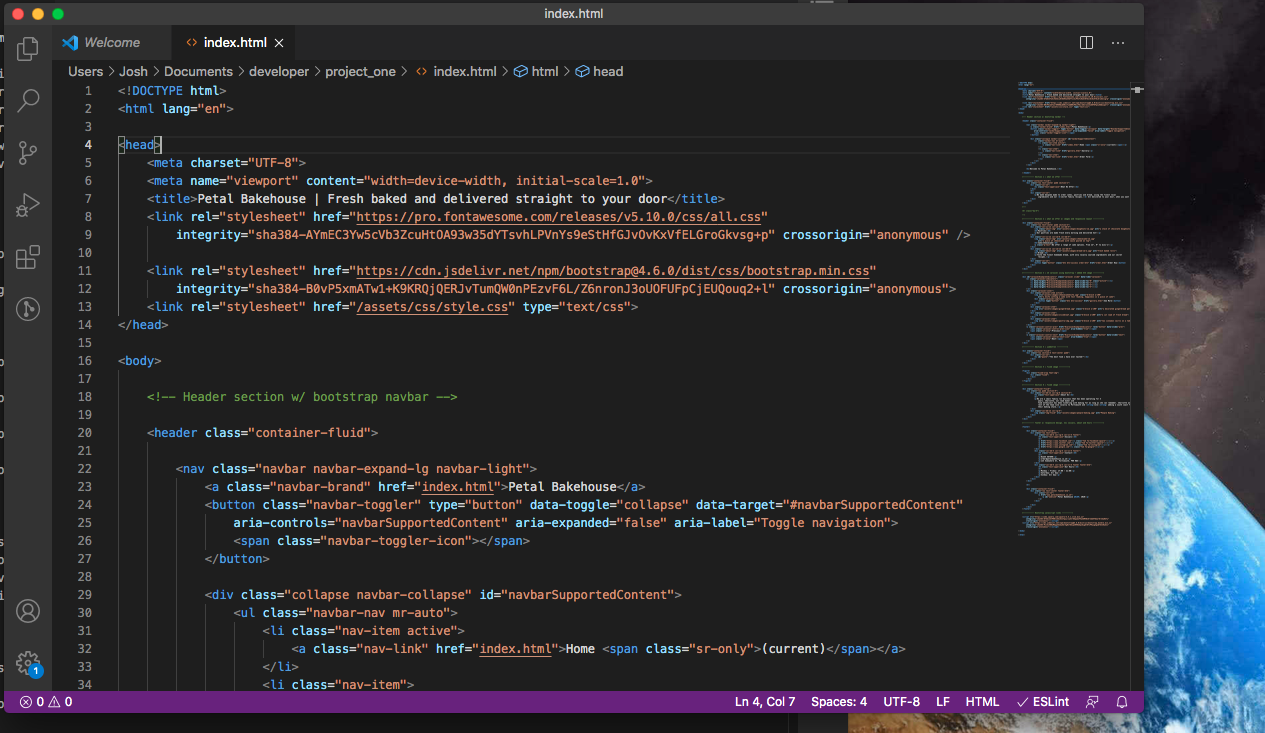 index.html
Welcome index.html
Users > Josh > Documents > developer > project_one > index.html > html > head
1 <!DOCTYPE html>
2 <html lang="en">
3
4 <head>
5 <meta charset="UTF-8">
6 <meta name="viewport" content="width=device-width, initial-scale=1.0">
7 <title>Petal Bakehouse | Fresh baked and delivered straight to your door</title>
8 <link rel="stylesheet" href="https://pro.fontawesome.com/releases/v5.10.0/css/all.css"
9 integrity="sha384-AYmEC3Yw5cVb3ZcuHtOA93w35dYTsvhLPVnYs9eStHfGJvOvKxVfELGroGkvsg+p" crossorigin="anonymous" />
10
11 <link rel="stylesheet" href="https://cdn.jsdelivr.net/npm/bootstrap@4.6.0/dist/css/bootstrap.min.css"
12 integrity="sha384-B0vP5xmATw1+K9KRQjQERJvTumQW0nPEzvF6L/Z6nronJ3oUOFUFpCjEUQouq2+l" crossorigin="anonymous">
13 <link rel="stylesheet" href="/assets/css/style.css" type="text/css">
14 </head>
15
16 <body>
17
18 <!-- Header section w/ bootstrap navbar -->
19
20 <header class="container-fluid">
21
22 <nav class="navbar navbar-expand-lg navbar-light">
23 <a class="navbar-brand" href="index.html">Petal Bakehouse</a>
24 <button class="navbar-toggler" type="button" data-toggle="collapse" data-target="#navbarSupportedContent"
25 aria-controls="navbarSupportedContent" aria-expanded="false" aria-label="Toggle navigation">
26 <span class="navbar-toggler-icon"></span>
27 </button>
28
29 <div class="collapse navbar-collapse" id="navbarSupportedContent">
30 <ul class="navbar-nav mr-auto">
31 <li class="nav-item active">
32 <a class="nav-link" href="index.html">Home <span class="sr-only">(current)</span></a>
33 </li>
34 <li class="nav-item">
1
0 0 Ln 4, Col 7 Spaces: 4 UTF-8 LF HTML ESLint